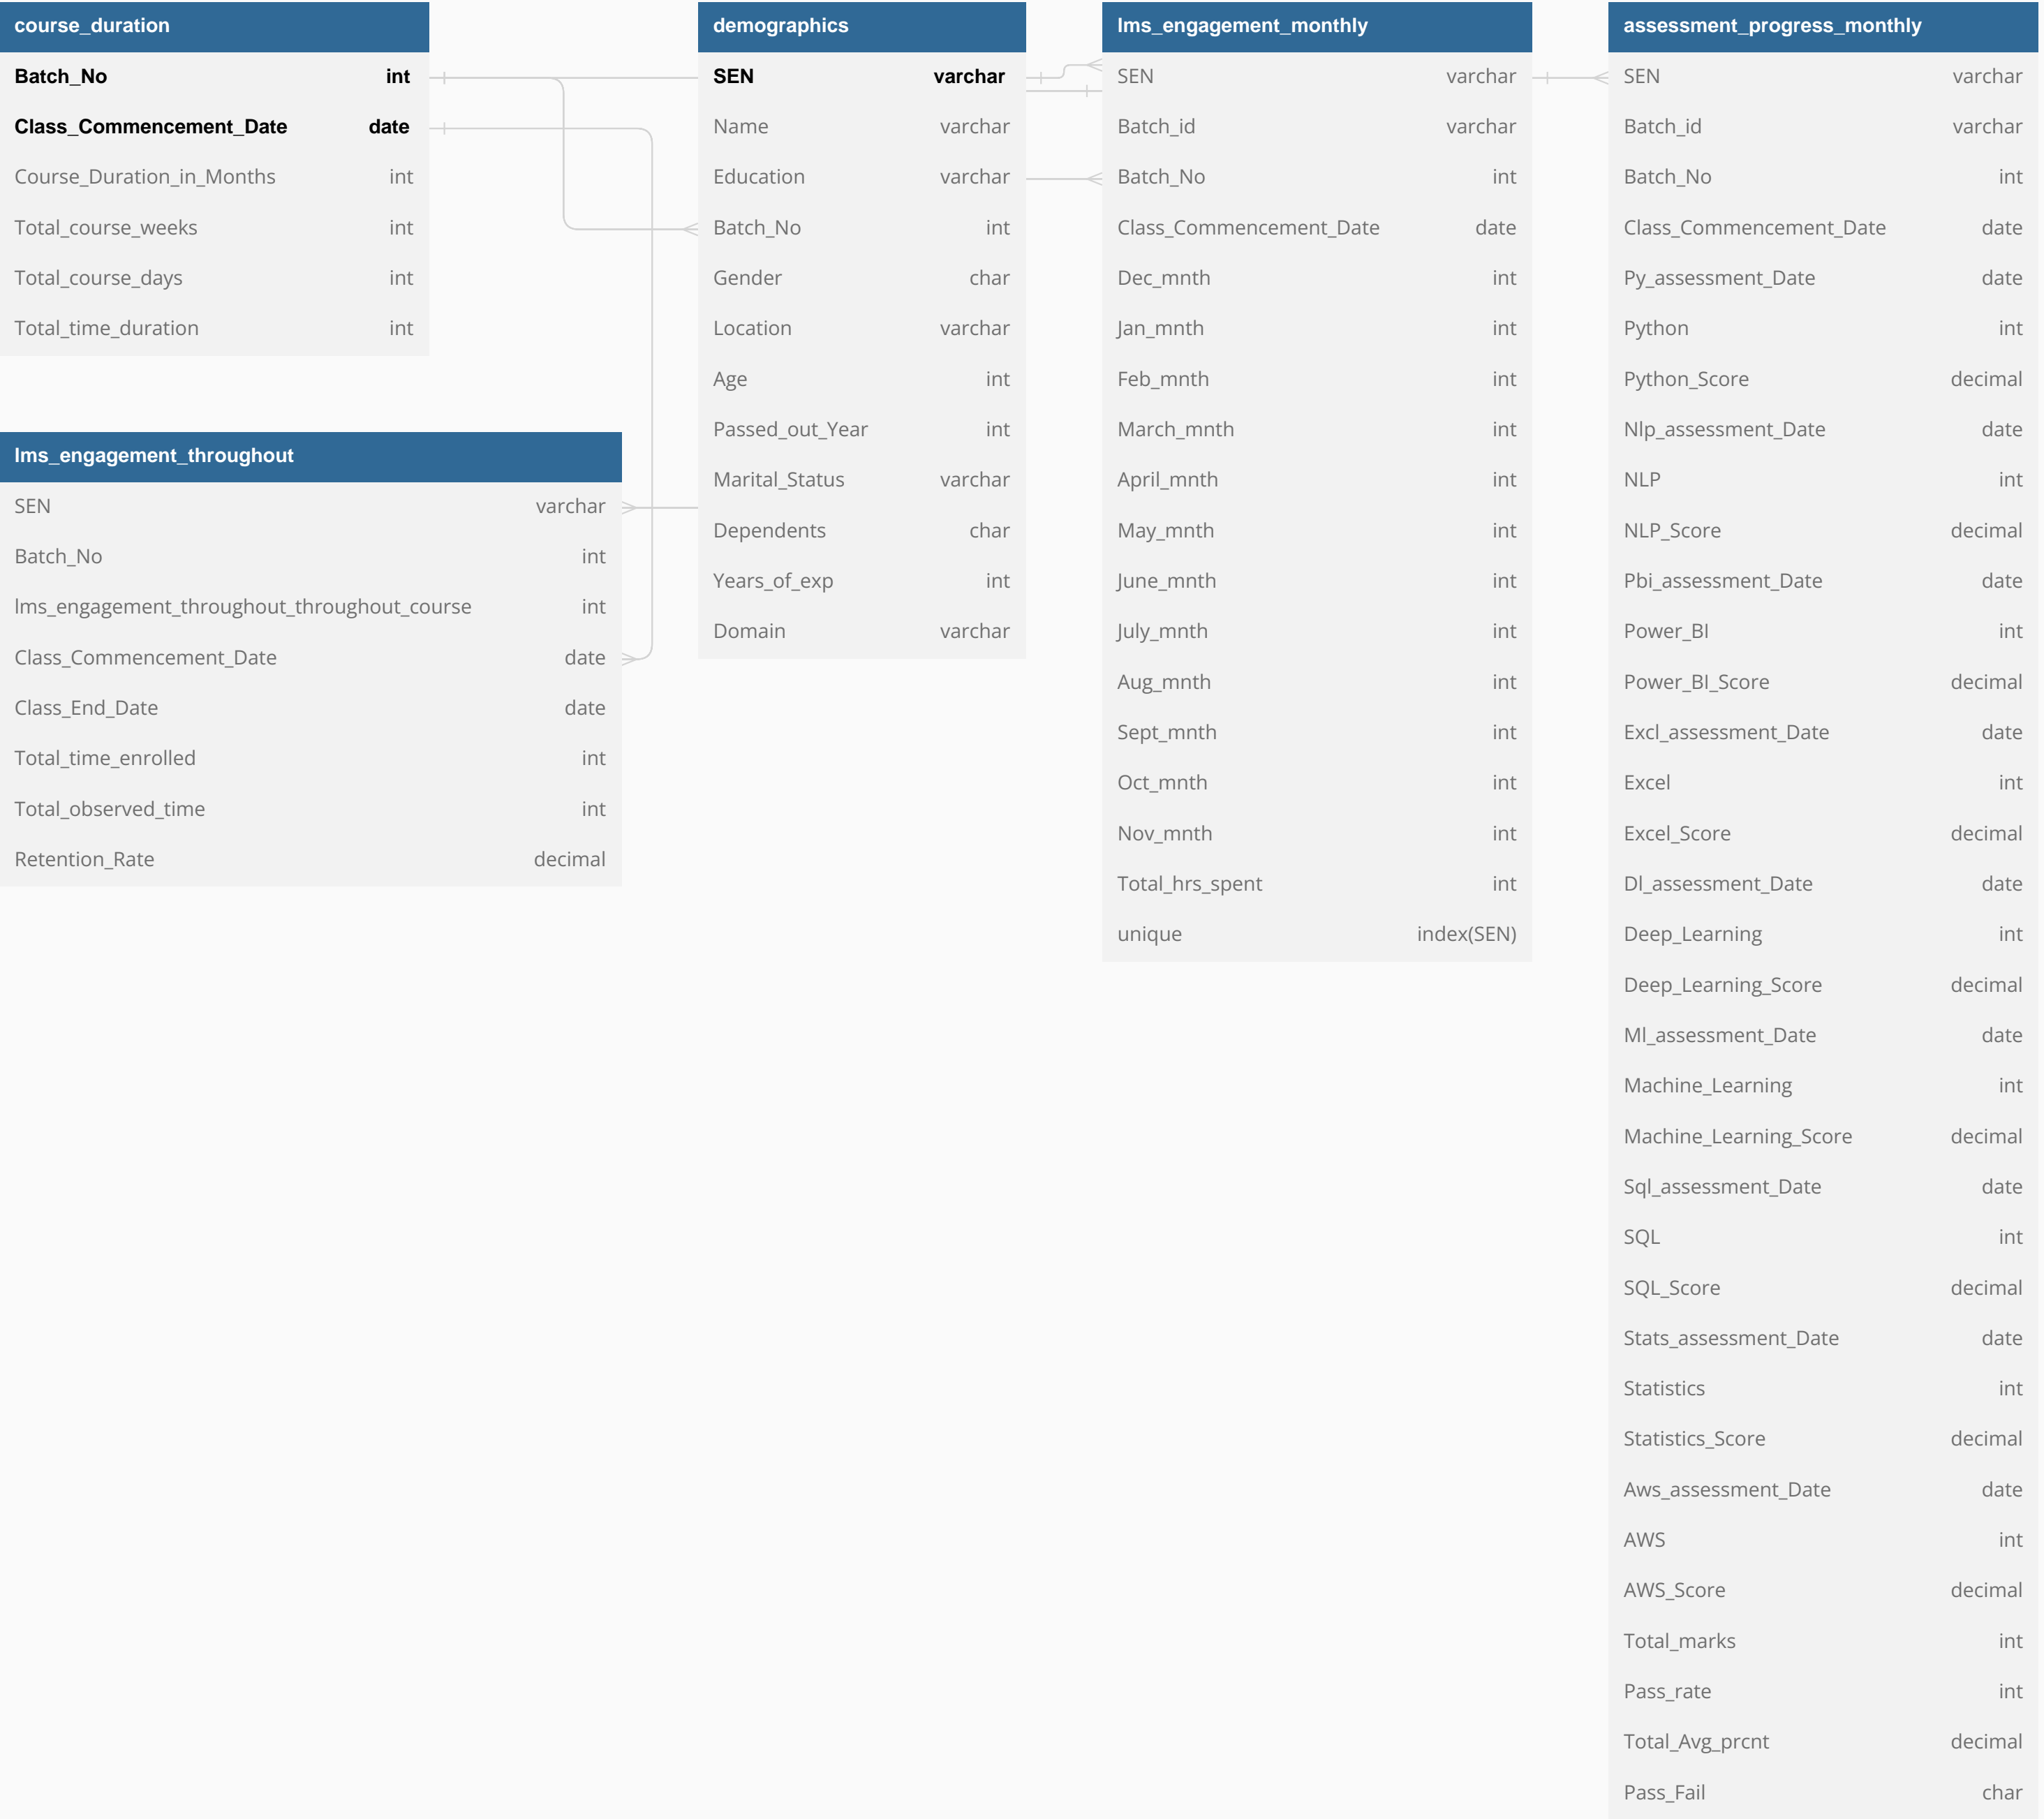 course_duration
Batch_No int
Class_Commencement_Date date
Course_Duration_in_Months int
Total_course_weeks int
Total_course_days int
Total_time_duration int
lms_engagement_throughout
SEN varchar
Batch_No int
lms_engagement_throughout_throughout_course int
Class_Commencement_Date date
Class_End_Date date
Total_time_enrolled int
Total_observed_time int
Retention_Rate decimal
demographics
SEN varchar
Name varchar
Education varchar
Batch_No int
Gender char
Location varchar
Age int
Passed_out_Year int
Marital_Status varchar
Dependents char
Years_of_exp int
Domain varchar
lms_engagement_monthly
SEN varchar
Batch_id varchar
Batch_No int
Class_Commencement_Date date
Dec_mnth int
Jan_mnth int
Feb_mnth int
March_mnth int
April_mnth int
May_mnth int
June_mnth int
July_mnth int
Aug_mnth int
Sept_mnth int
Oct_mnth int
Nov_mnth int
Total_hrs_spent int
unique index(SEN)
assessment_progress_monthly
SEN varchar
Batch_id varchar
Batch_No int
Class_Commencement_Date date
Py_assessment_Date date
Python int
Python_Score decimal
Nlp_assessment_Date date
NLP int
NLP_Score decimal
Pbi_assessment_Date date
Power_BI int
Power_BI_Score decimal
Excl_assessment_Date date
Excel int
Excel_Score decimal
Dl_assessment_Date date
Deep_Learning int
Deep_Learning_Score decimal
Ml_assessment_Date date
Machine_Learning int
Machine_Learning_Score decimal
Sql_assessment_Date date
SQL int
SQL_Score decimal
Stats_assessment_Date date
Statistics int
Statistics_Score decimal
Aws_assessment_Date date
AWS int
AWS_Score decimal
Total_marks int
Pass_rate int
Total_Avg_prcnt decimal
Pass_Fail char